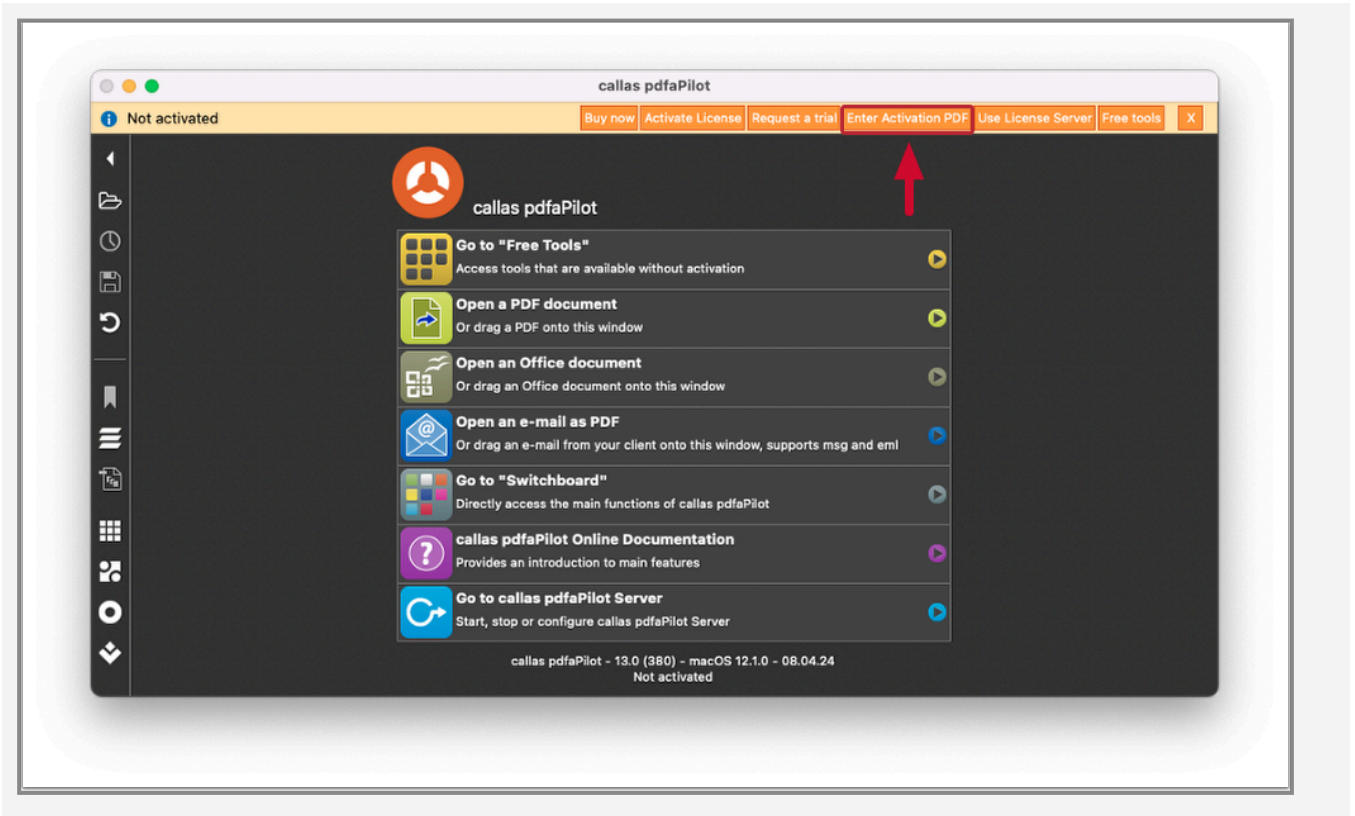 callas pdfaPilot
Not activated
Buy now Activate License Request a trial Enter Activation PDF Use License Server Free tools X
callas pdfaPilot
Go to "Free Tools"
Access tools that are available without activation
Open a PDF document
Or drag a PDF onto this window
Open an Office document
Or drag an Office document onto this window
Open an e-mail as PDF
Or drag an e-mail from your client onto this window, supports msg and eml
Go to "Switchboard"
Directly access the main functions of callas pdfaPilot
callas pdfaPilot Online Documentation
Provides an introduction to main features
Go to callas pdfaPilot Server
Start, stop or configure callas pdfaPilot Server
callas pdfaPilot - 13.0 (380) - macOS 12.1.0 - 08.04.24
Not activated